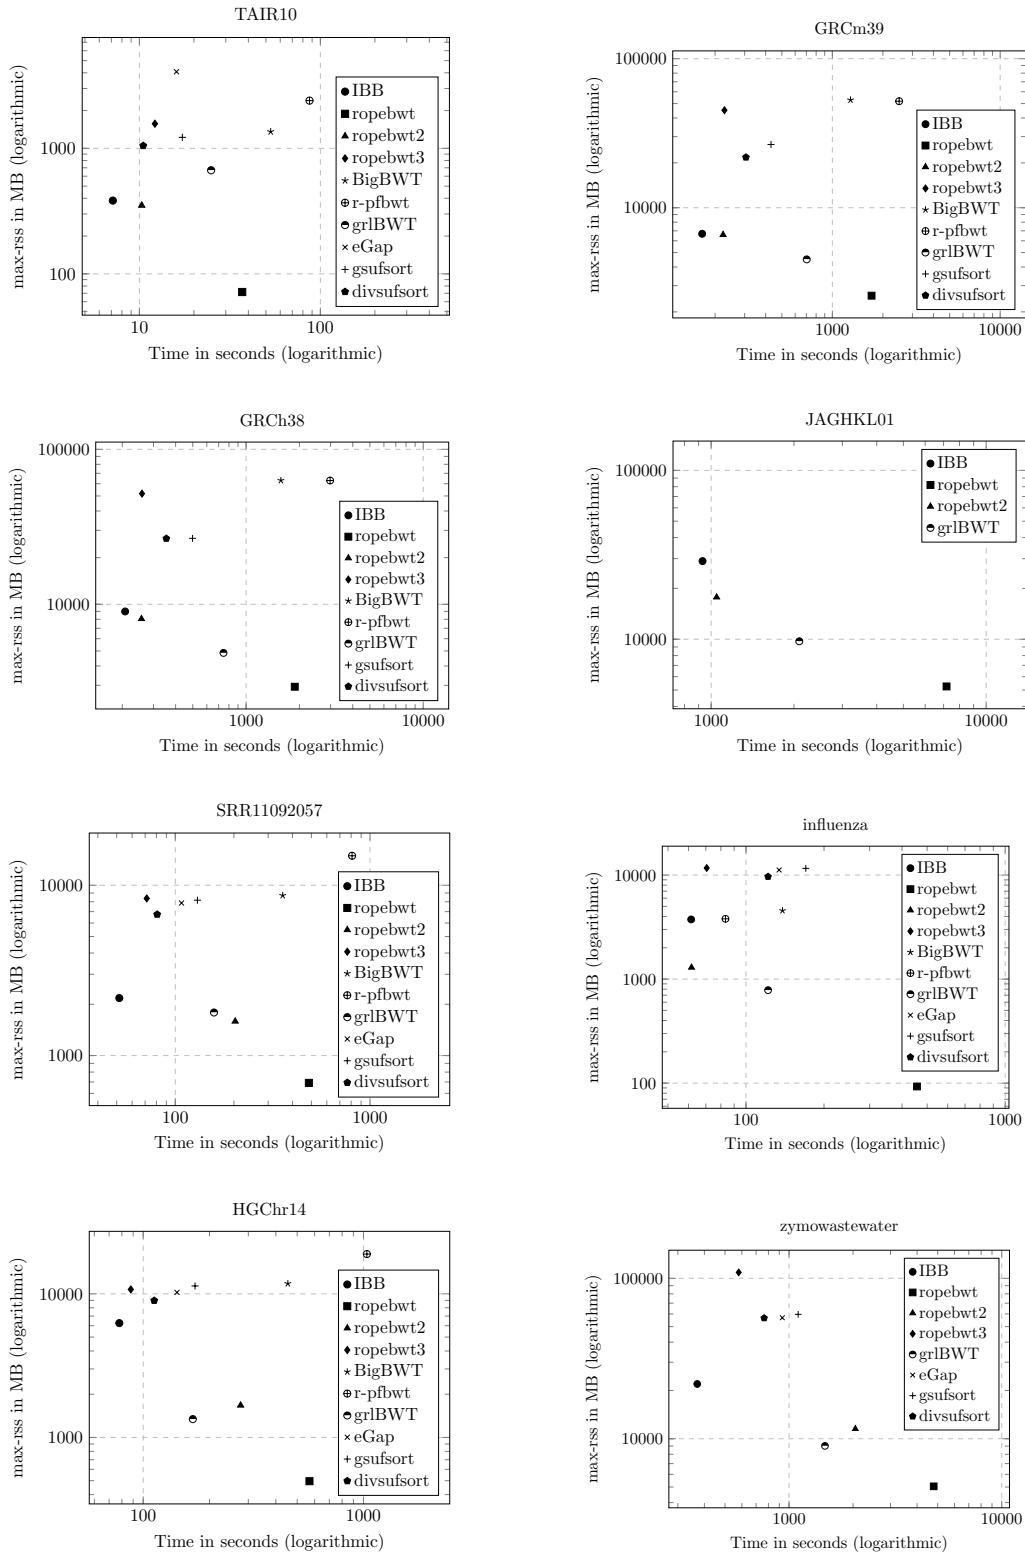 TAIR10
max-rss in MB (logarithmic)
1000
100
10
100
Time in seconds (logarithmic)
IBB
ropebwt
ropebwt2
ropebwt3
BigBWT
r-pfbwt
grlBWT
eGap
gsufsort
divsufsort
GRCm39
max-rss in MB (logarithmic)
100000
10000
1000
10000
Time in seconds (logarithmic)
IBB
ropebwt
ropebwt2
ropebwt3
BigBWT
r-pfbwt
grlBWT
gsufsort
divsufsort
GRCh38
max-rss in MB (logarithmic)
100000
10000
1000
10000
Time in seconds (logarithmic)
IBB
ropebwt
ropebwt2
ropebwt3
BigBWT
r-pfbwt
grlBWT
gsufsort
divsufsort
JAGHKL01
max-rss in MB (logarithmic)
100000
10000
1000
10000
Time in seconds (logarithmic)
IBB
ropebwt
ropebwt2
grlBWT
SRR11092057
max-rss in MB (logarithmic)
10000
1000
100
1000
Time in seconds (logarithmic)
IBB
ropebwt
ropebwt2
ropebwt3
BigBWT
r-pfbwt
grlBWT
eGap
gsufsort
divsufsort
influenza
max-rss in MB (logarithmic)
10000
1000
100
100
1000
Time in seconds (logarithmic)
IBB
ropebwt
ropebwt2
ropebwt3
BigBWT
r-pfbwt
grlBWT
eGap
gsufsort
divsufsort
HGChr14
max-rss in MB (logarithmic)
10000
1000
100
1000
Time in seconds (logarithmic)
IBB
ropebwt
ropebwt2
ropebwt3
BigBWT
r-pfbwt
grlBWT
eGap
gsufsort
divsufsort
zymowastewater
max-rss in MB (logarithmic)
100000
10000
1000
10000
Time in seconds (logarithmic)
IBB
ropebwt
ropebwt2
ropebwt3
grlBWT
eGap
gsufsort
divsufsort